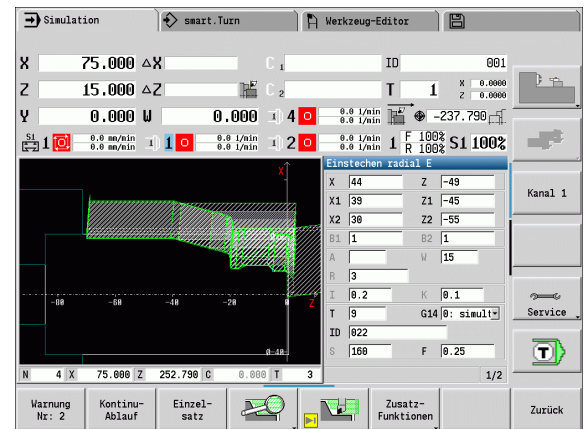 Simulation smart.Turn Werkzeug-Editor
X 75.000 △X C 1 ID 001
Z 15.000 △Z C 2 T 1 X 0.0000 Z 0.0000
Y 0.000 U 0.000 4 0.0 1/min 0.0 1/min -237.790
S1 1 0.0 mm/min 0.0 mm/min 1 0.0 1/min 0.0 1/min 2 0.0 1/min 0.0 1/min 1 F 100% R 100% S1 100%
Einstechen radial E
X 44 Z -49
X1 39 Z1 -45
X2 30 Z2 -55
B1 1 B2 1
A W 15
R 3
I 0.2 K 0.1
T 9 G14 0: simult
ID 022
S 160 F 0.25
1/2
X
-80 -60 -40 -20 0 Z
0-40
N 4 X 75.000 Z 252.790 C 0.000 T 3
Kanal 1
Service
T
Warnung Nr: 2
Kontinu- Ablauf
Einzel- satz
Zusatz- Funktionen
Zurück